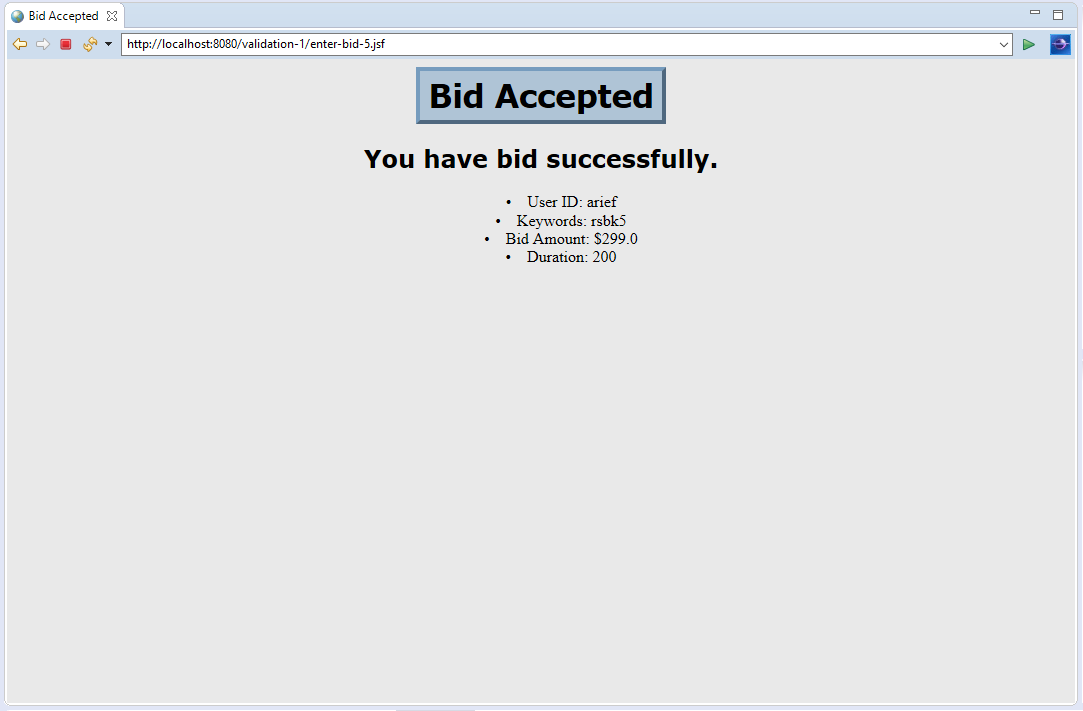 Bid Accepted
http://localhost:8080/validation-1/enter-bid-5.jsf
Bid Accepted
You have bid successfully.
• User ID: arief
• Keywords: rsbk5
• Bid Amount: $299.0
• Duration: 200